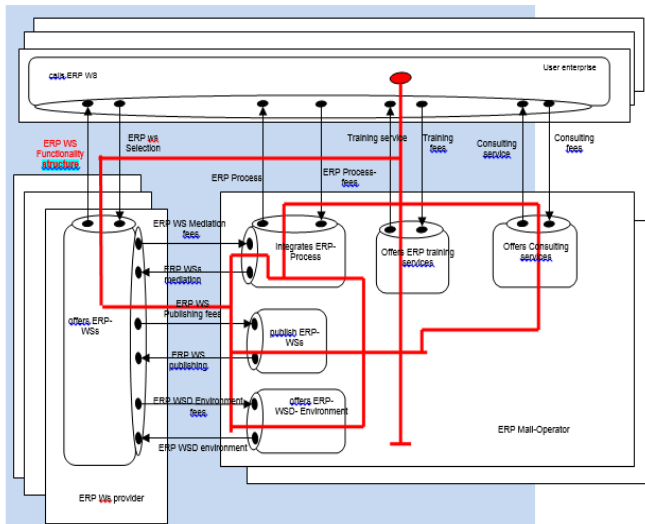 calls ERP WS
User enterprise
ERP WS
Functionality
structure
ERP ws
Selection
ERP Process
ERP Process-
fees
Training service
Training
fees
Consulting
service
Consulting
fees
ERP WS Mediation
fees
ERP WSs
mediation
ERP WS
Publishing fees
ERP WS
publishing
ERP WSD Environment
fees
ERP WSD environment
offers ERP-
WSs
Integrates ERP-
Process
Offers ERP training
services
Offers Consulting
services
publish ERP-
WSs
offers ERP-
WSD- Environment
ERP Mall-Operator
ERP Ws provider